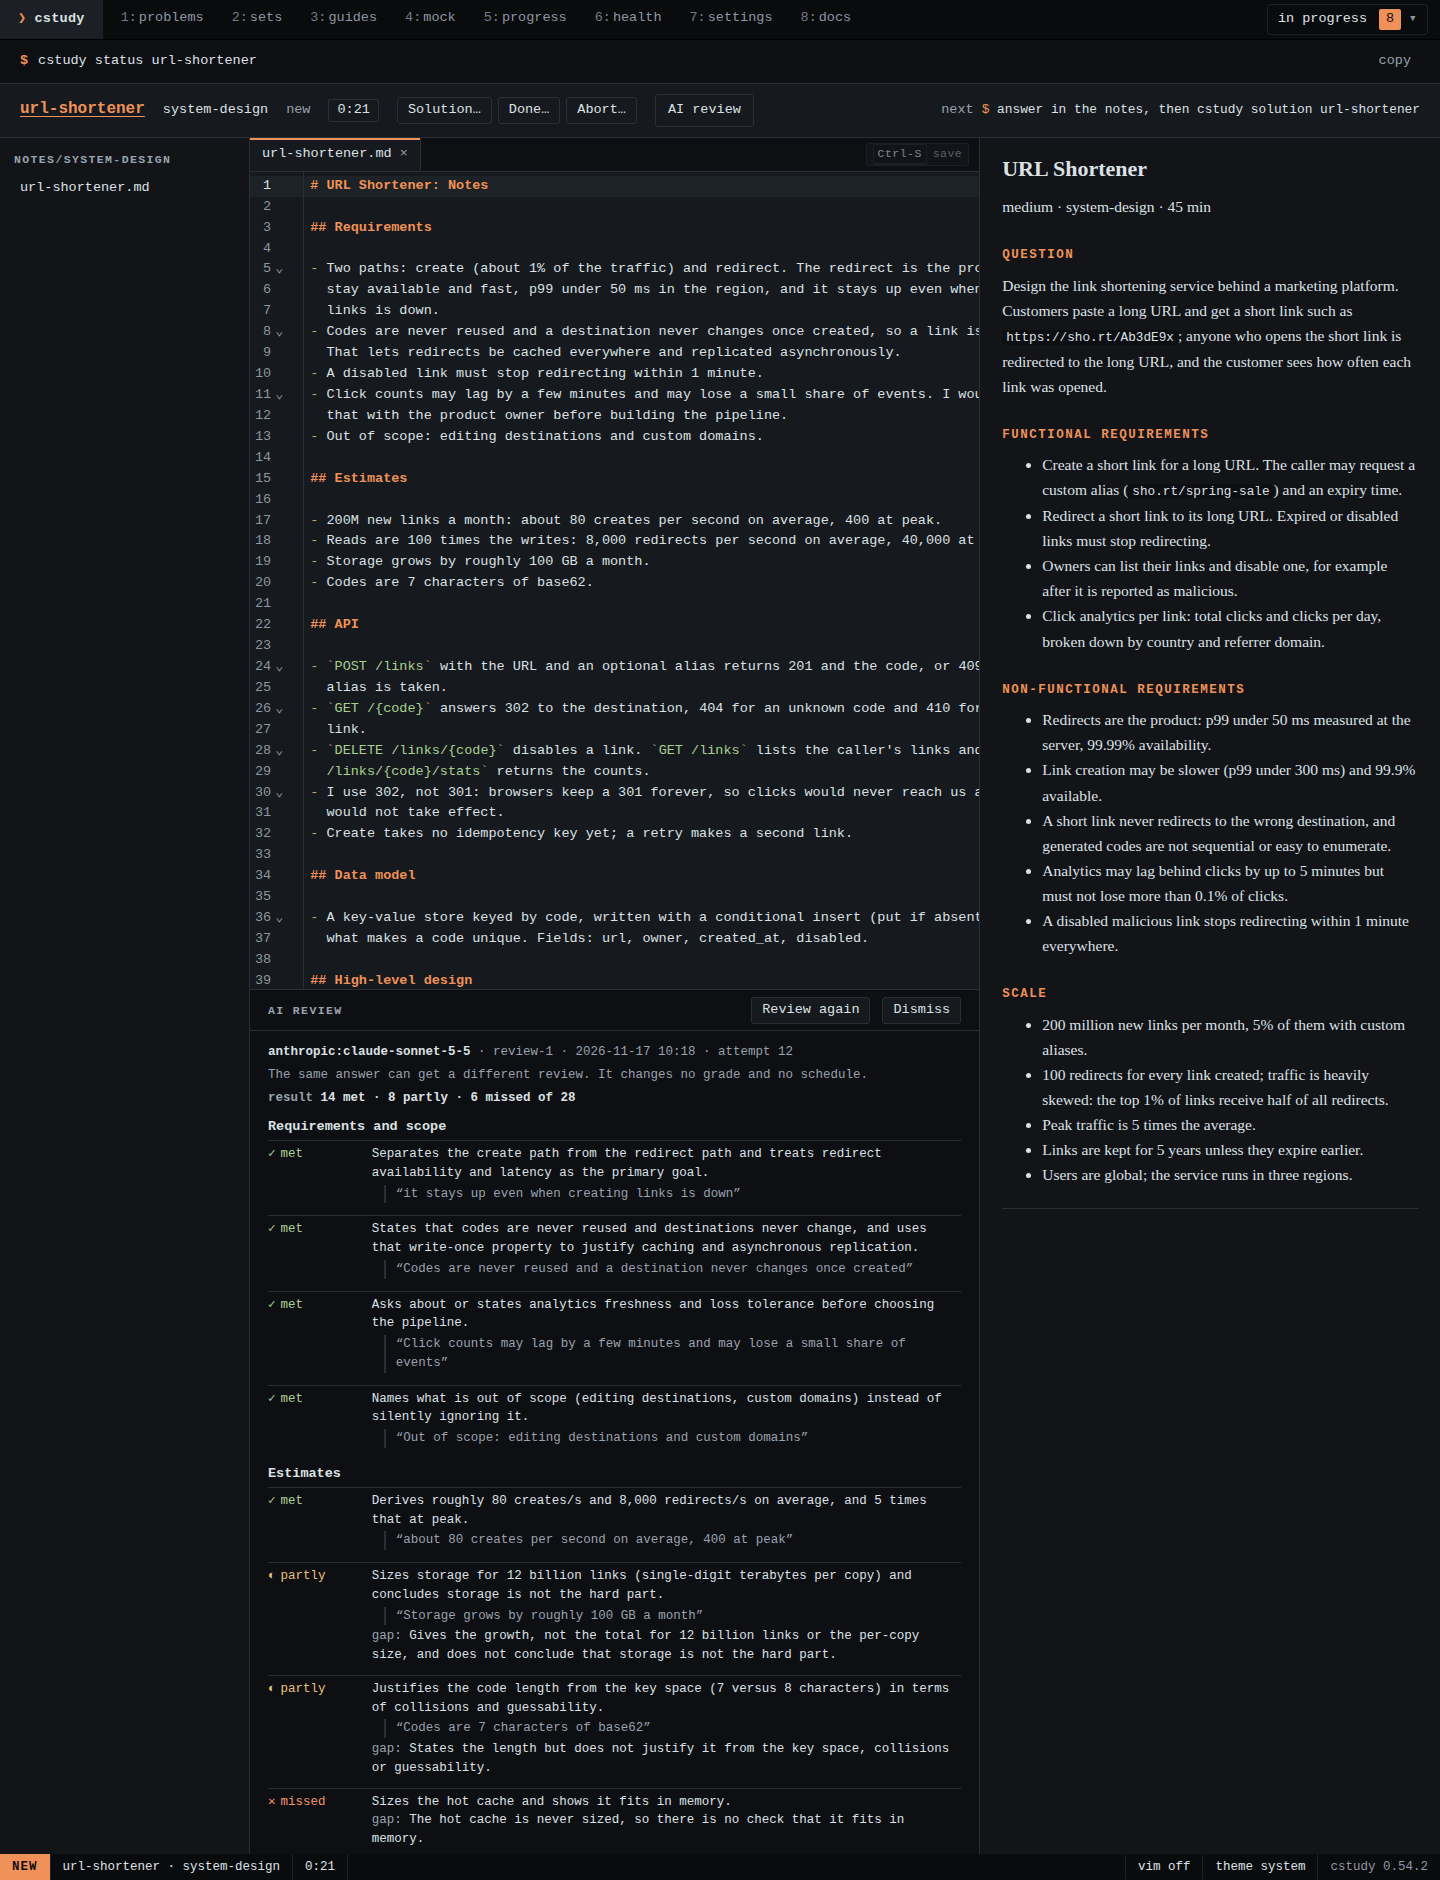 ❯ cstudy 1:problems 2:sets 3:guides 4:mock 5:progress 6:health 7:settings 8:docs in progress 8 ▾
$ cstudy status url-shortener copy
url-shortener system-design new 0:21 Solution… Done… Abort… AI review next $ answer in the notes, then cstudy solution url-shortener
NOTES/SYSTEM-DESIGN
url-shortener.md
url-shortener.md × Ctrl-S save
1 # URL Shortener: Notes
2
3 ## Requirements
4
5 - Two paths: create (about 1% of the traffic) and redirect. The redirect is the pro
6 stay available and fast, p99 under 50 ms in the region, and it stays up even when
7 links is down.
8 - Codes are never reused and a destination never changes once created, so a link is
9 That lets redirects be cached everywhere and replicated asynchronously.
10 - A disabled link must stop redirecting within 1 minute.
11 - Click counts may lag by a few minutes and may lose a small share of events. I wou
12 that with the product owner before building the pipeline.
13 - Out of scope: editing destinations and custom domains.
14
15 ## Estimates
16
17 - 200M new links a month: about 80 creates per second on average, 400 at peak.
18 - Reads are 100 times the writes: 8,000 redirects per second on average, 40,000 at
19 - Storage grows by roughly 100 GB a month.
20 - Codes are 7 characters of base62.
21
22 ## API
23
24 - `POST /links` with the URL and an optional alias returns 201 and the code, or 409
25 alias is taken.
26 - `GET /{code}` answers 302 to the destination, 404 for an unknown code and 410 for
27 link.
28 - `DELETE /links/{code}` disables a link. `GET /links` lists the caller's links and
29 /links/{code}/stats` returns the counts.
30 - I use 302, not 301: browsers keep a 301 forever, so clicks would never reach us a
31 would not take effect.
32 - Create takes no idempotency key yet; a retry makes a second link.
33
34 ## Data model
35
36 - A key-value store keyed by code, written with a conditional insert (put if absent
37 what makes a code unique. Fields: url, owner, created_at, disabled.
38
39 ## High-level design
AI REVIEW Review again Dismiss
anthropic:claude-sonnet-5-5 · review-1 · 2026-11-17 10:18 · attempt 12
The same answer can get a different review. It changes no grade and no schedule.
result 14 met · 8 partly · 6 missed of 28
Requirements and scope
✓ met Separates the create path from the redirect path and treats redirect
availability and latency as the primary goal.
“it stays up even when creating links is down”
✓ met States that codes are never reused and destinations never change, and uses
that write-once property to justify caching and asynchronous replication.
“Codes are never reused and a destination never changes once created”
✓ met Asks about or states analytics freshness and loss tolerance before choosing
the pipeline.
“Click counts may lag by a few minutes and may lose a small share of
events”
✓ met Names what is out of scope (editing destinations, custom domains) instead of
silently ignoring it.
“Out of scope: editing destinations and custom domains”
Estimates
✓ met Derives roughly 80 creates/s and 8,000 redirects/s on average, and 5 times
that at peak.
“about 80 creates per second on average, 400 at peak”
partly Sizes storage for 12 billion links (single-digit terabytes per copy) and
concludes storage is not the hard part.
“Storage grows by roughly 100 GB a month”
gap: Gives the growth, not the total for 12 billion links or the per-copy
size, and does not conclude that storage is not the hard part.
partly Justifies the code length from the key space (7 versus 8 characters) in terms
of collisions and guessability.
“Codes are 7 characters of base62”
gap: States the length but does not justify it from the key space, collisions
or guessability.
✕ missed Sizes the hot cache and shows it fits in memory.
gap: The hot cache is never sized, so there is no check that it fits in
memory.
URL Shortener
medium · system-design · 45 min
QUESTION
Design the link shortening service behind a marketing platform.
Customers paste a long URL and get a short link such as
https://sho.rt/Ab3dE9x ; anyone who opens the short link is
redirected to the long URL, and the customer sees how often each
link was opened.
FUNCTIONAL REQUIREMENTS
• Create a short link for a long URL. The caller may request a
custom alias ( sho.rt/spring-sale ) and an expiry time.
• Redirect a short link to its long URL. Expired or disabled
links must stop redirecting.
• Owners can list their links and disable one, for example
after it is reported as malicious.
• Click analytics per link: total clicks and clicks per day,
broken down by country and referrer domain.
NON-FUNCTIONAL REQUIREMENTS
• Redirects are the product: p99 under 50 ms measured at the
server, 99.99% availability.
• Link creation may be slower (p99 under 300 ms) and 99.9%
available.
• A short link never redirects to the wrong destination, and
generated codes are not sequential or easy to enumerate.
• Analytics may lag behind clicks by up to 5 minutes but
must not lose more than 0.1% of clicks.
• A disabled malicious link stops redirecting within 1 minute
everywhere.
SCALE
• 200 million new links per month, 5% of them with custom
aliases.
• 100 redirects for every link created; traffic is heavily
skewed: the top 1% of links receive half of all redirects.
• Peak traffic is 5 times the average.
• Links are kept for 5 years unless they expire earlier.
• Users are global; the service runs in three regions.
NEW url-shortener · system-design 0:21 vim off theme system cstudy 0.54.2